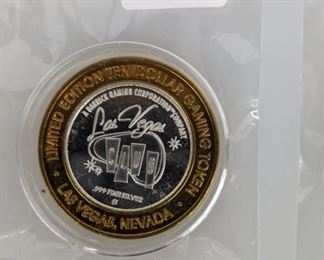 LIMITED EDITION TEN DOLLAR GAMING TOKEN
LAS VEGAS, NEVADA
A BARRICK GAMING CORPORATION COMPANY
Las Vegas
.999 FINE SILVER